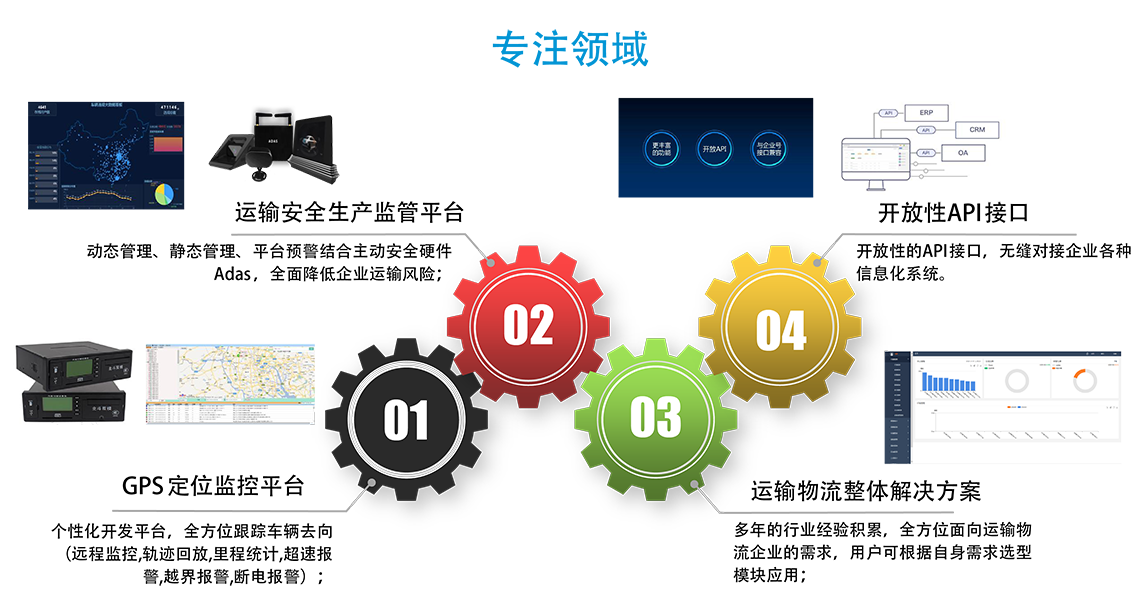 专注领域
4241
471146
ADAS
更丰富
的功能
开放API
与企业号
接口兼容
API
ERP
API
CRM
API
OA
运输安全生产监管平台
动态管理、静态管理、平台预警结合主动安全硬件
Adas，全面降低企业运输风险；
开放性API接口
开放性的API接口，无缝对接企业各种
信息化系统。
02
04
01
03
GPS定位监控平台
个性化开发平台，全方位跟踪车辆去向
（远程监控,轨迹回放,里程统计,超速报
警,越界报警,断电报警）；
运输物流整体解决方案
多年的行业经验积累，全方位面向运输物
流企业的需求，用户可根据自身需求选型
模块应用；